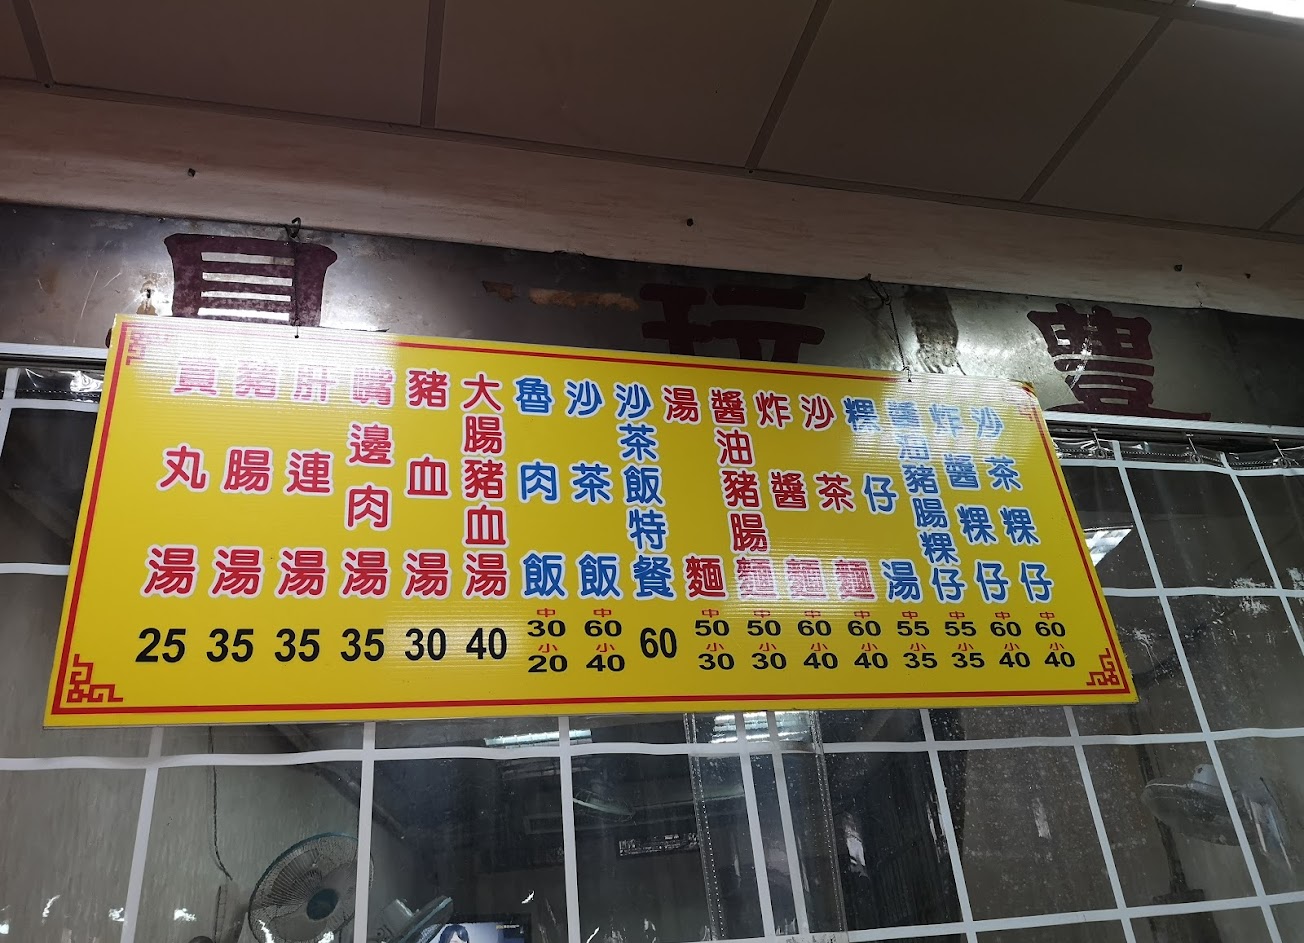 豐
沙茶粿仔 中60 小40
炸醬粿仔 中60 小40
醬油豬腸粿仔 中55 小35
粿仔湯 中55 小35
沙茶麵 中60 小40
炸醬麵 中60 小40
醬油豬腸麵 中50 小30
湯麵 中50 小30
沙茶飯特餐 60
沙茶飯 中60 小40
魯肉飯 中30 小20
大腸豬血湯 40
豬血湯 30
嘴邊肉湯 35
肝連湯 35
豬腸湯 35
貢丸湯 25